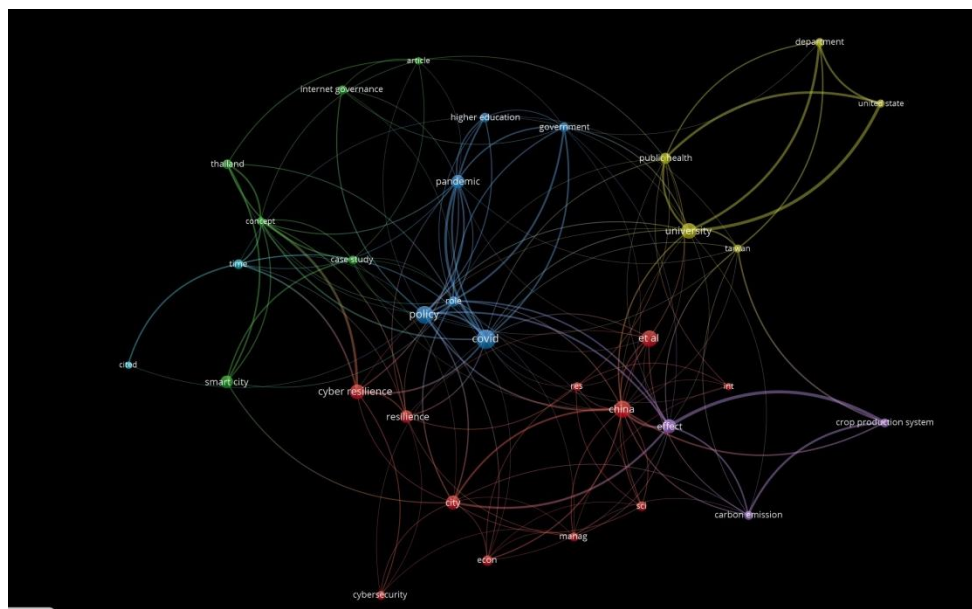 department
article
internet governance
united state
higher education
government
public health
thailand
pandemic
concept
university
taiwan
time
case study
role
policy
covid
et al
cited
smart city
cyber resilience
res
int
resilience
china
effect
crop production system
city
sci
carbon emission
manag
econ
cybersecurity